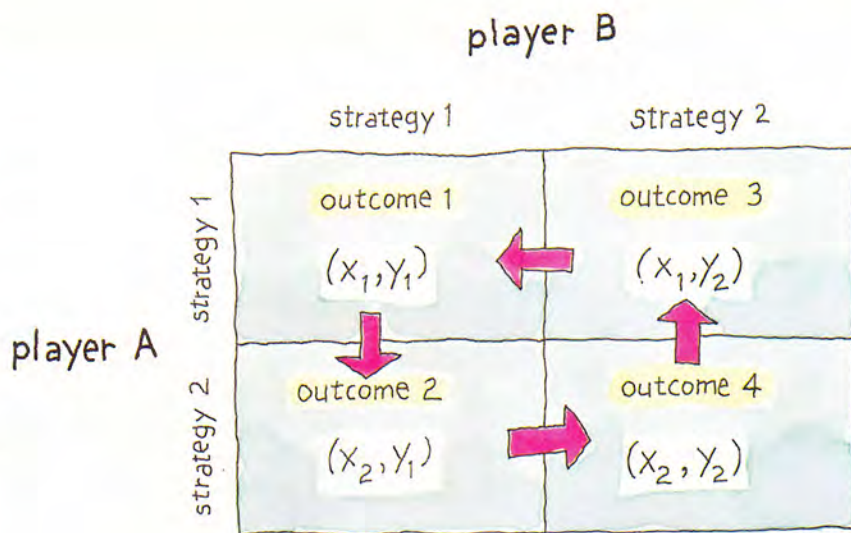 player B
strategy 1 strategy 2
strategy 1
outcome 1 outcome 3
(x₁,y₁) (x₁,y₂)
player A
strategy 2
outcome 2 outcome 4
(x₂,y₁) (x₂,y₂)